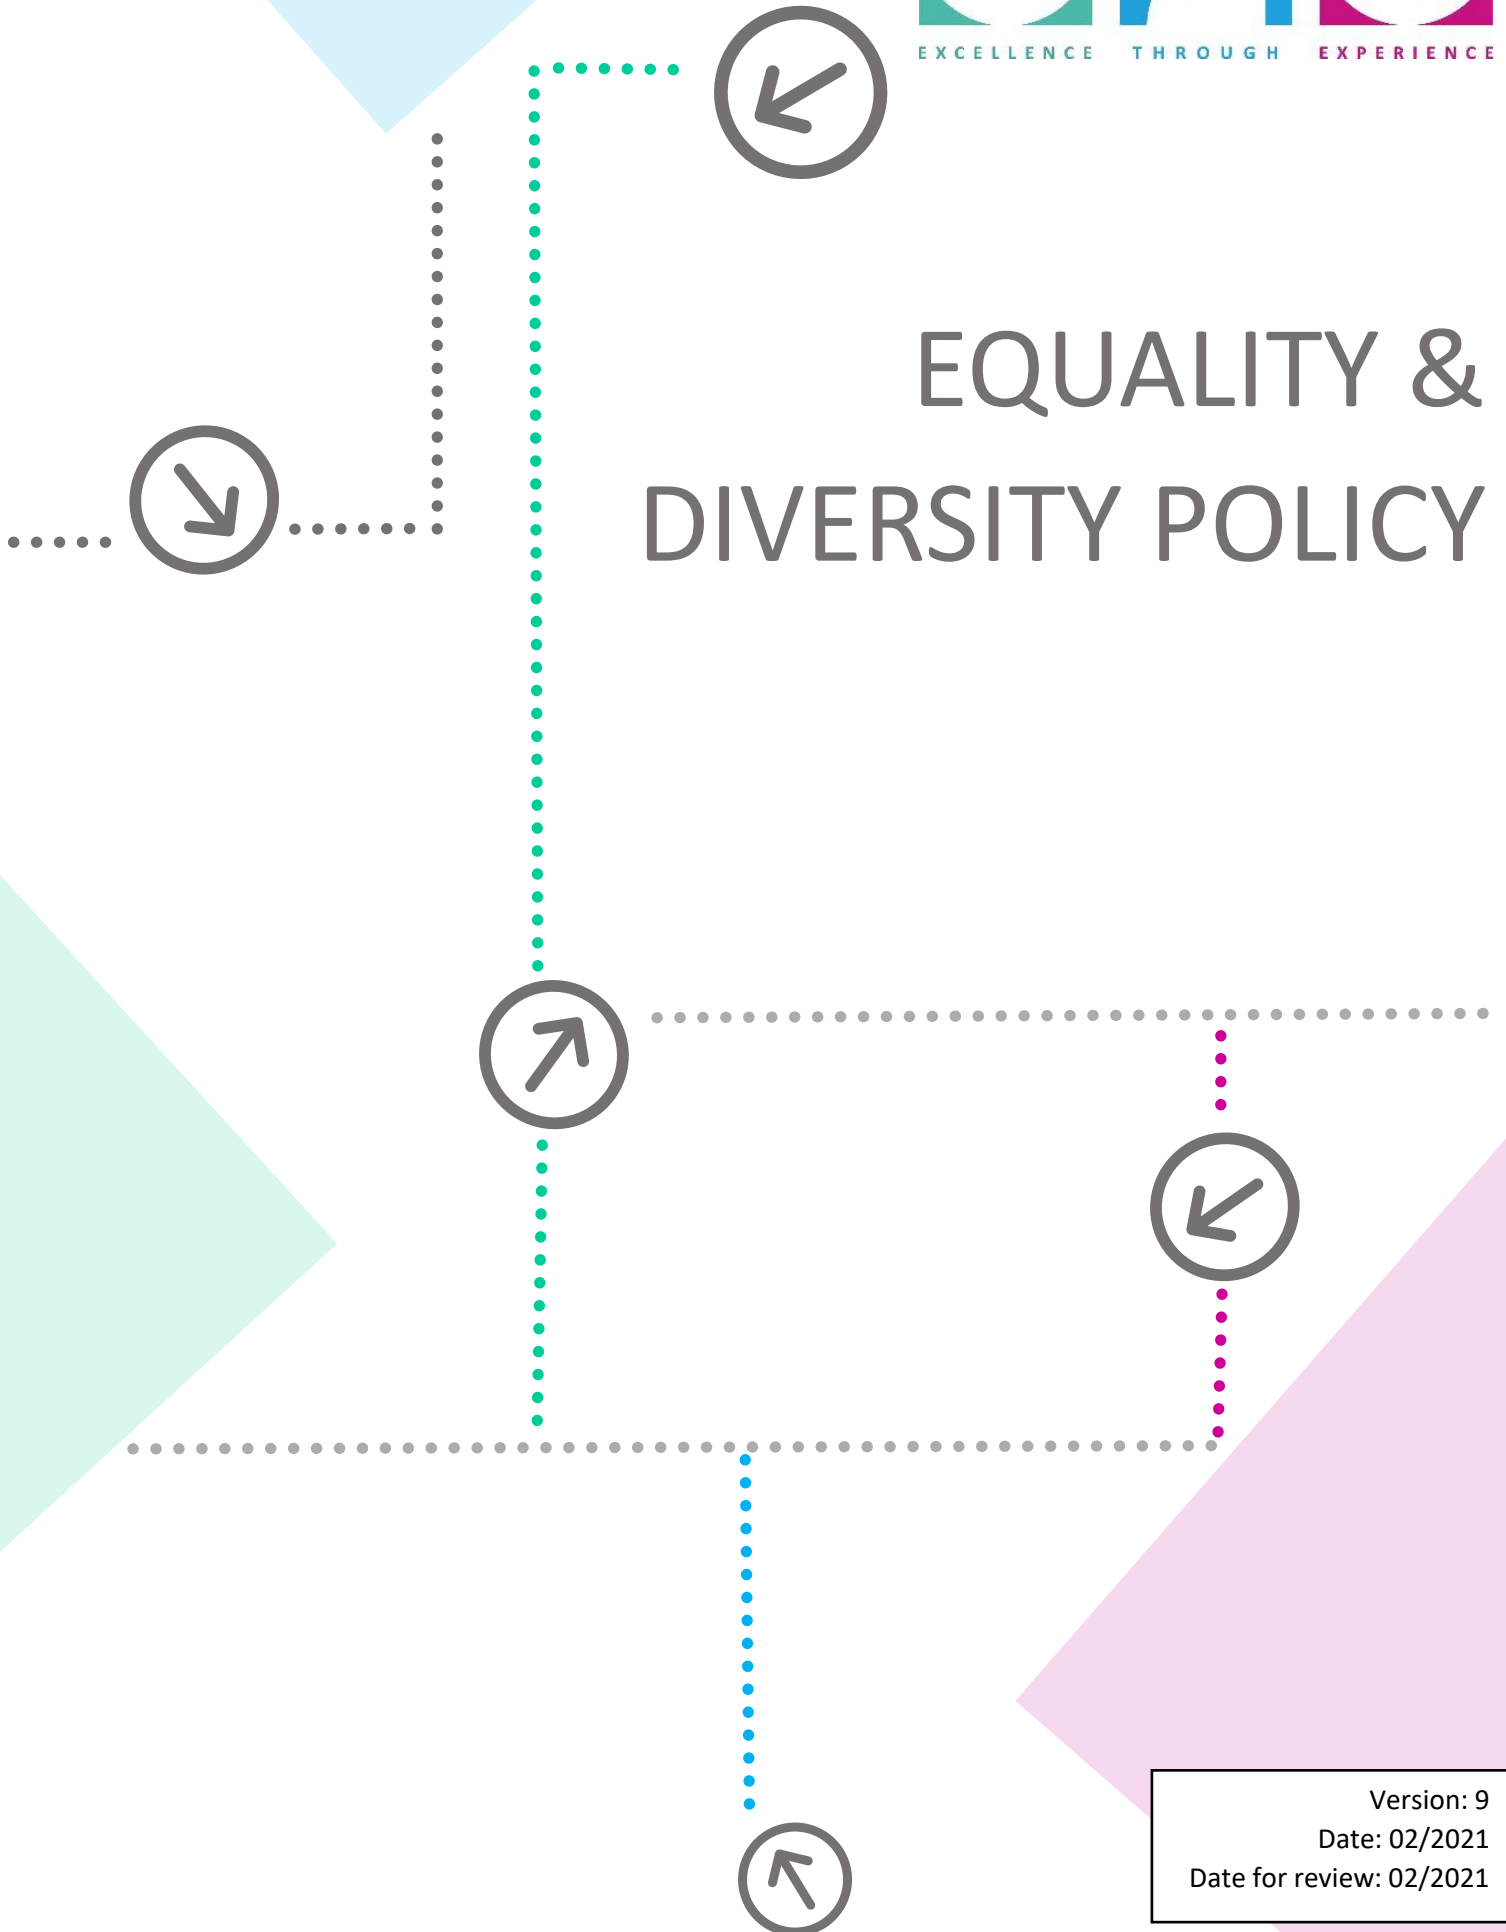 EXCELLENCE THROUGH EXPERIENCE
EQUALITY &
DIVERSITY POLICY
Version: 9
Date: 02/2021
Date for review: 02/2021